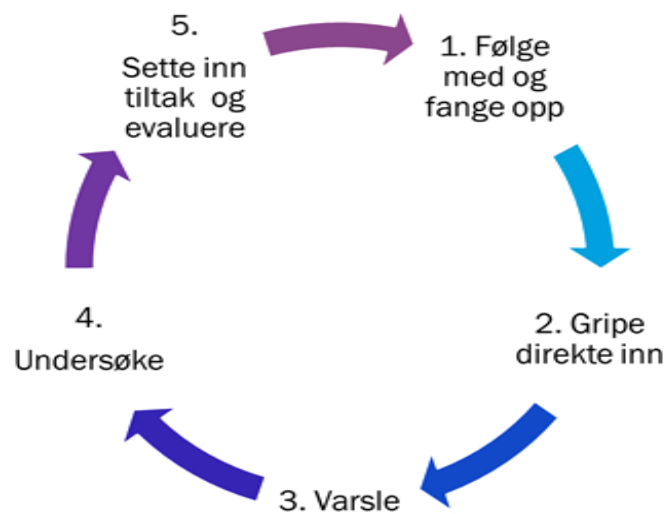 1. Følge
med og
fange opp
2. Gripe
direkte inn
3. Varsle
4.
Undersøke
5.
Sette inn
tiltak og
evaluere